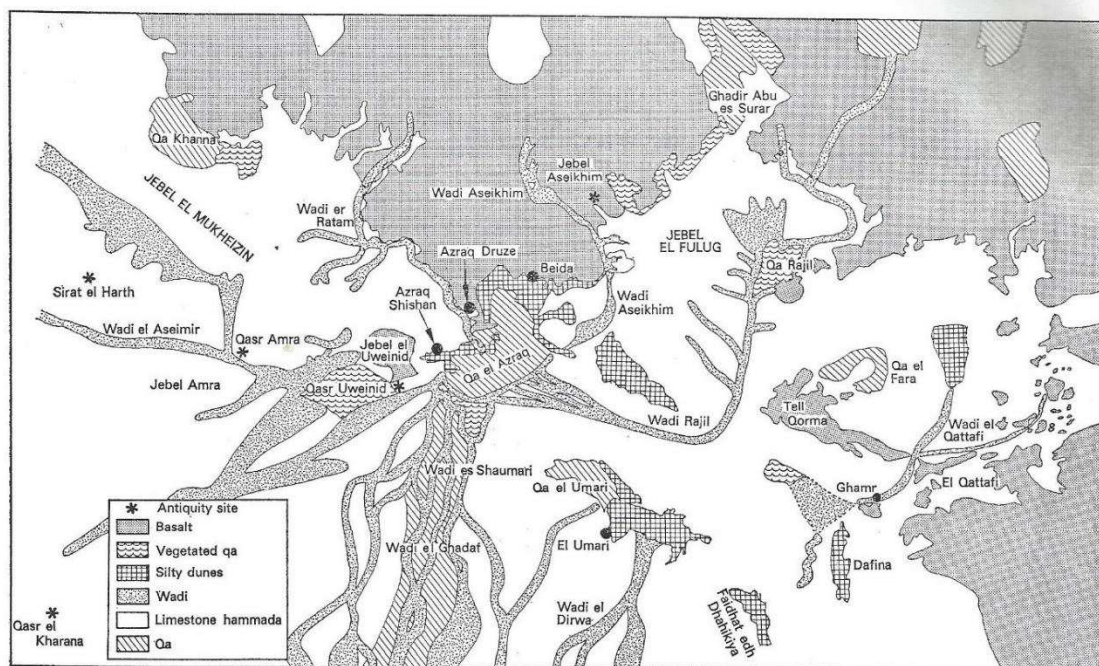 Ghadir Abu
es Surar
Qa Khanna
JEBEL EL MUKHEIZIN
Jebel
Aseikhim
Wadi Aseikhim
Wadi er
Ratam
JEBEL
EL FULUG
Azraq Druze
Beida
Qa Rajil
Sirat el Harth
Azraq
Shishan
Wadi
Aseikhim
Wadi el Aseimir
Qasr Amra
Jebel el
Uweinid
Qa el Azraq
Qa el
Fara
Jebel Amra
Qasr Uweinid
Wadi Rajil
Tell
Qorma
Wadi el
Qattafi
Wadi es Shaumari
Qa el Umari
Ghamr
El Qattafi
Antiquity site
Basalt
Vegetated qa
Silty dunes
Wadi
Limestone hammada
Qa
Wadi el Ghadaf
El Umari
Dafina
Wadi el
Dirwa
Faidhat edh
Dhahikiya
Qasr el
Kharana